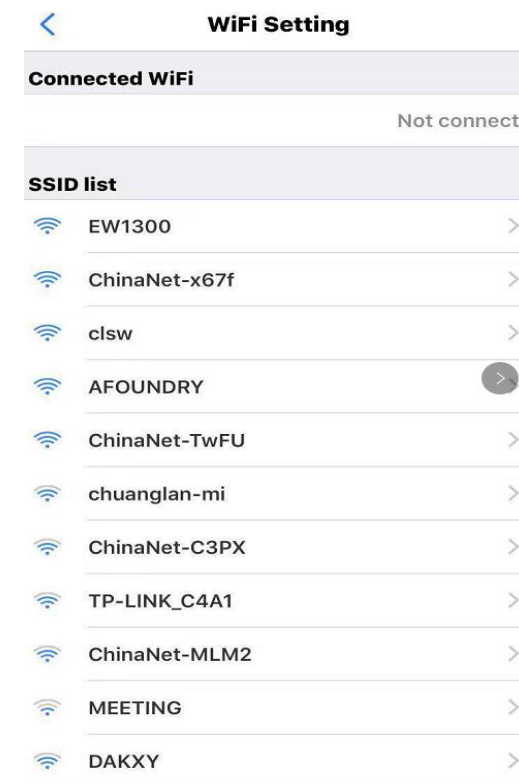 WiFi Setting
Connected WiFi
Not connect
SSID list
EW1300
ChinaNet-x67f
clsw
AFOUNDRY
ChinaNet-TwFU
chuanglan-mi
ChinaNet-C3PX
TP-LINK_C4A1
ChinaNet-MLM2
MEETING
DAKXY